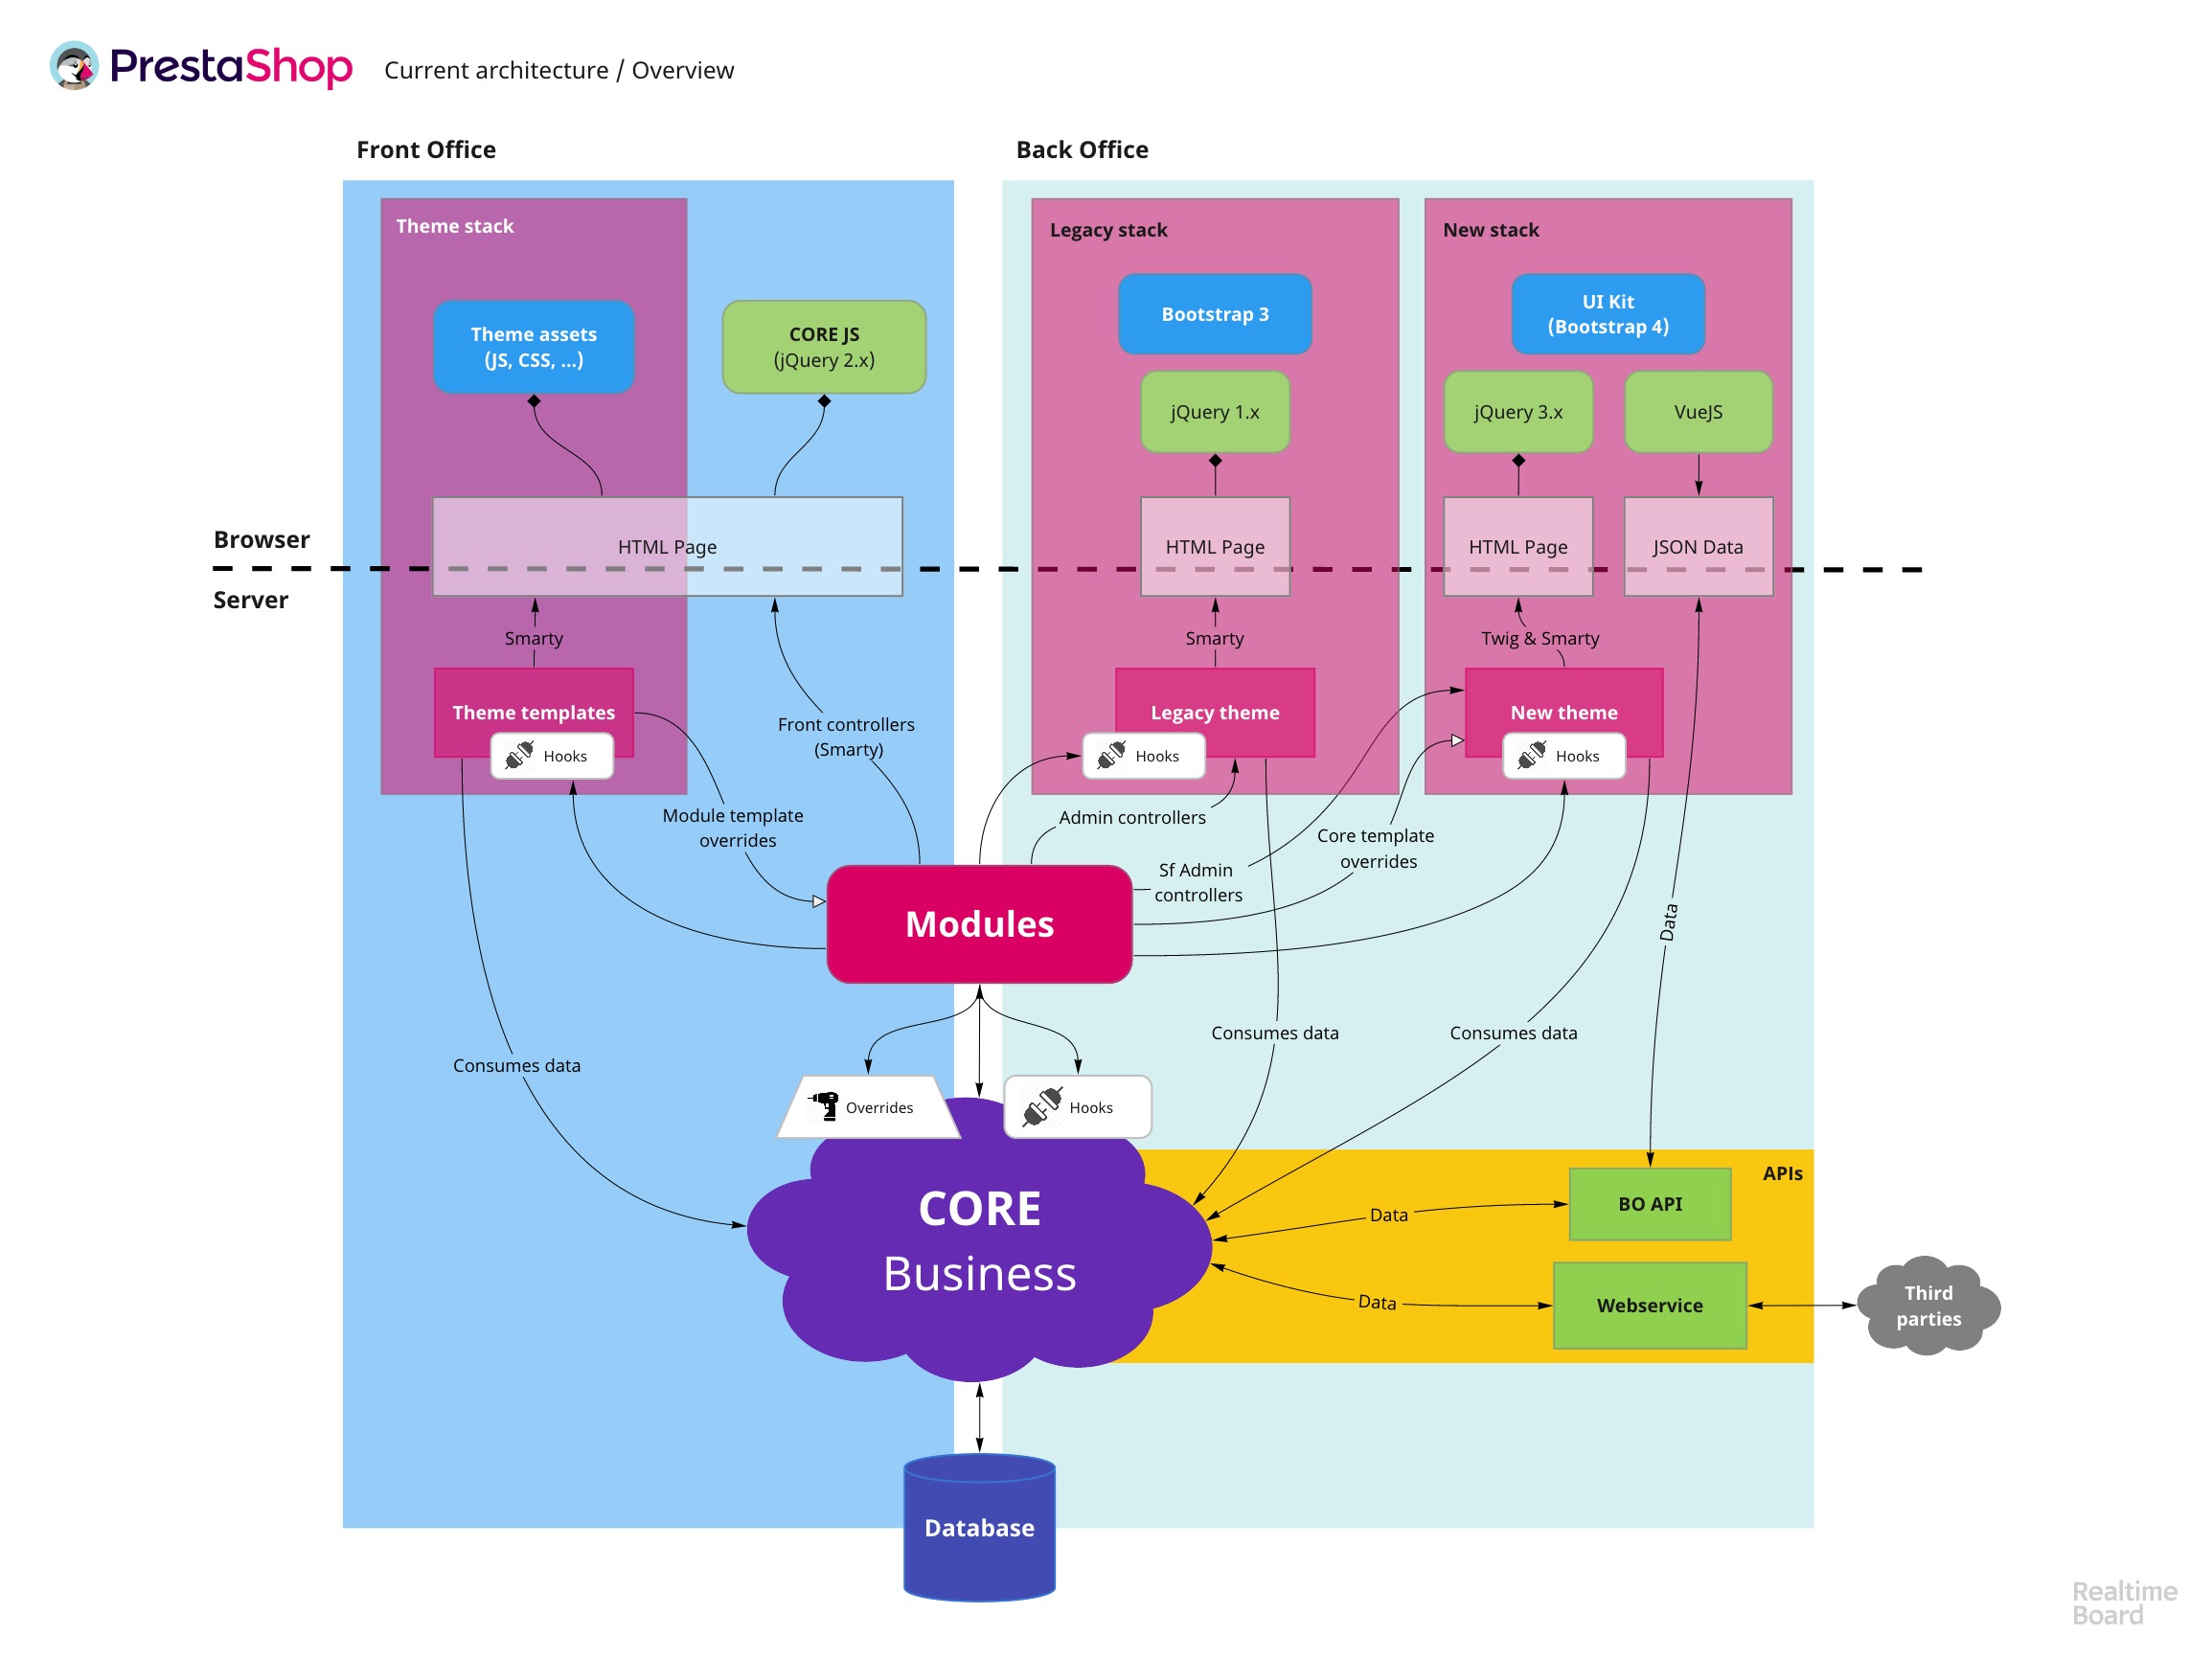 PrestaShop
Current architecture / Overview
Front Office
Back Office
Theme stack
Legacy stack
New stack
Theme assets
(JS, CSS, ...)
CORE JS
(jQuery 2.x)
Bootstrap 3
UI Kit
(Bootstrap 4)
jQuery 1.x
jQuery 3.x
VueJS
Browser
HTML Page
HTML Page
HTML Page
JSON Data
Server
Smarty
Smarty
Twig & Smarty
Theme templates
Hooks
Front controllers
(Smarty)
Legacy theme
Hooks
New theme
Hooks
Module template
overrides
Admin controllers
Core template
overrides
Sf Admin
controllers
Modules
Data
Consumes data
Consumes data
Consumes data
Overrides
Hooks
CORE
Business
APIs
BO API
Data
Webservice
Data
Third
parties
Database
Realtime
Board